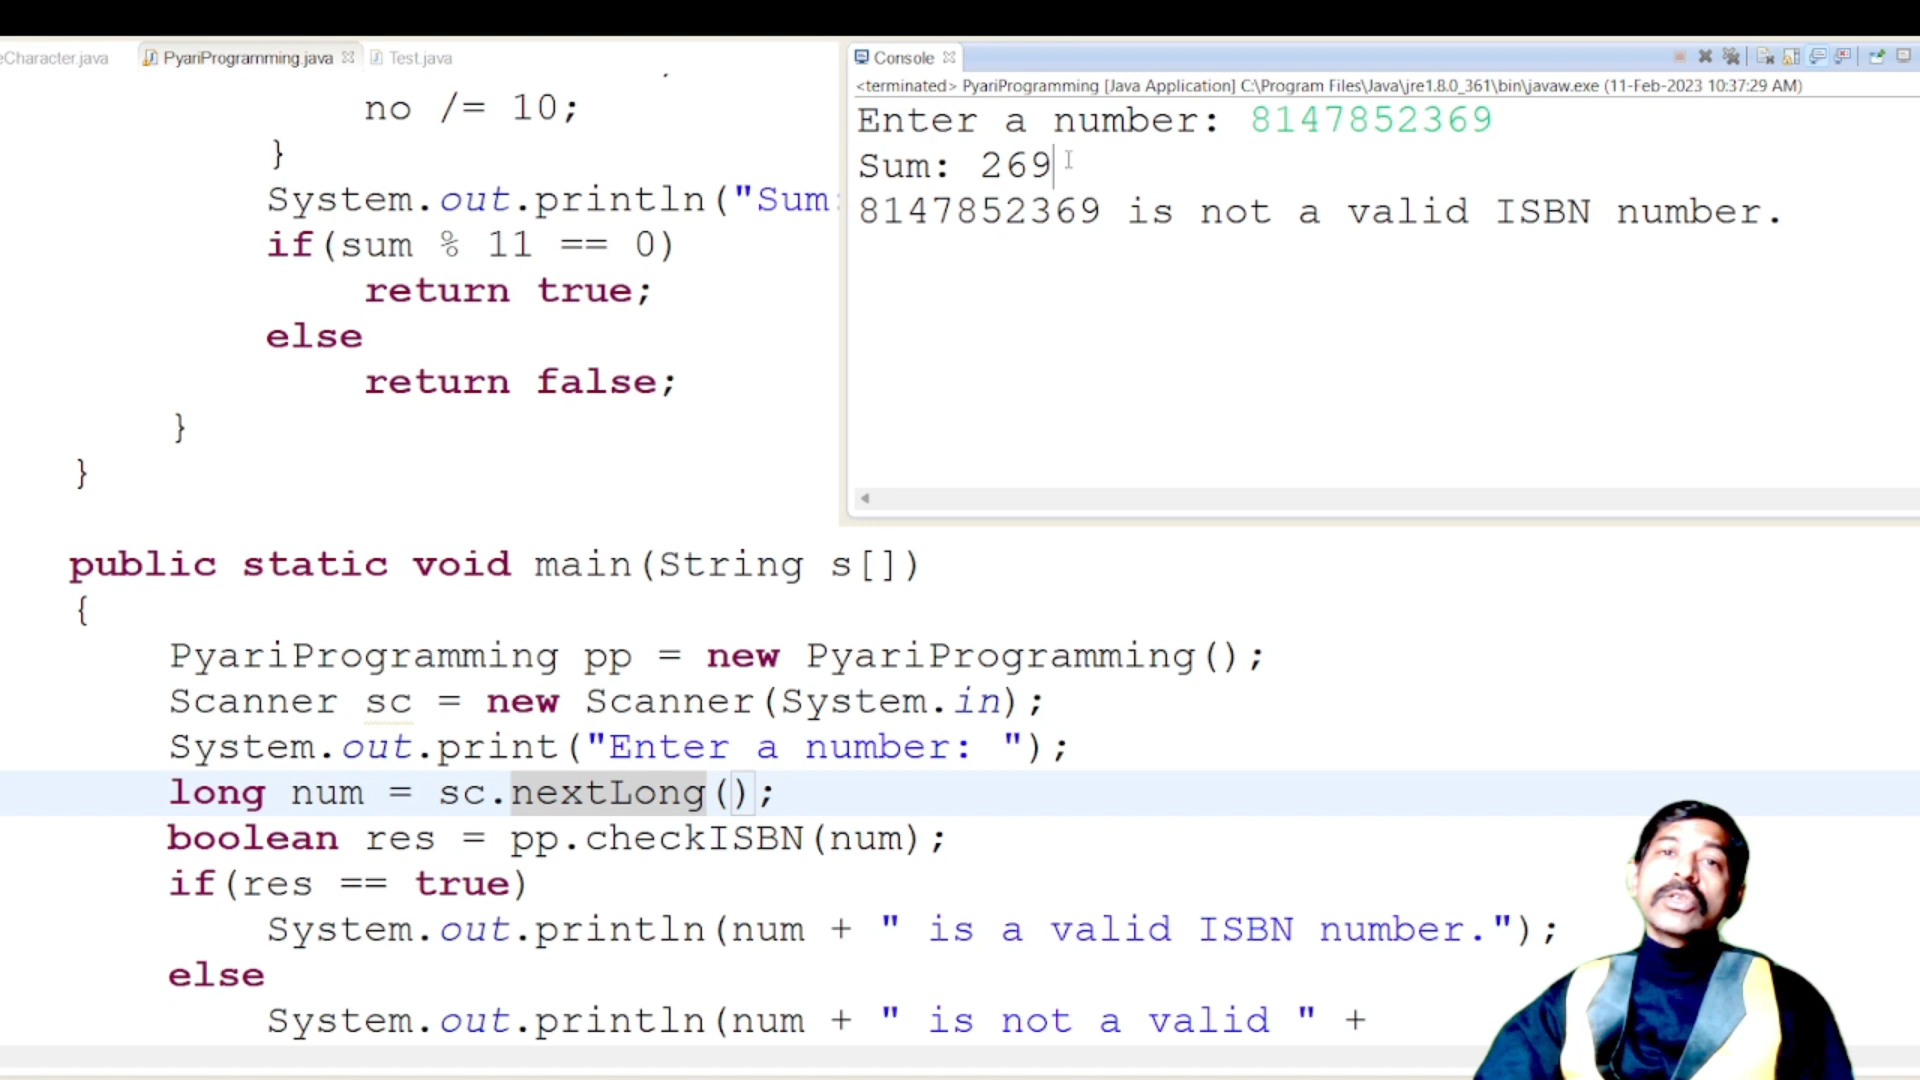 eCharacter.java PyariProgramming.java Test.java
no /= 10;
}
System.out.println("Sum:
if(sum % 11 == 0)
return true;
else
return false;
}
}
Console
<terminated> PyariProgramming [Java Application] C:\Program Files\Java\jre1.8.0_361\bin\javaw.exe (11-Feb-2023 10:37:29 AM)
Enter a number: 8147852369
Sum: 269
8147852369 is not a valid ISBN number.
public static void main(String s[])
{
PyariProgramming pp = new PyariProgramming();
Scanner sc = new Scanner(System.in);
System.out.print("Enter a number: ");
long num = sc.nextLong();
boolean res = pp.checkISBN(num);
if(res == true)
System.out.println(num + " is a valid ISBN number.");
else
System.out.println(num + " is not a valid " +